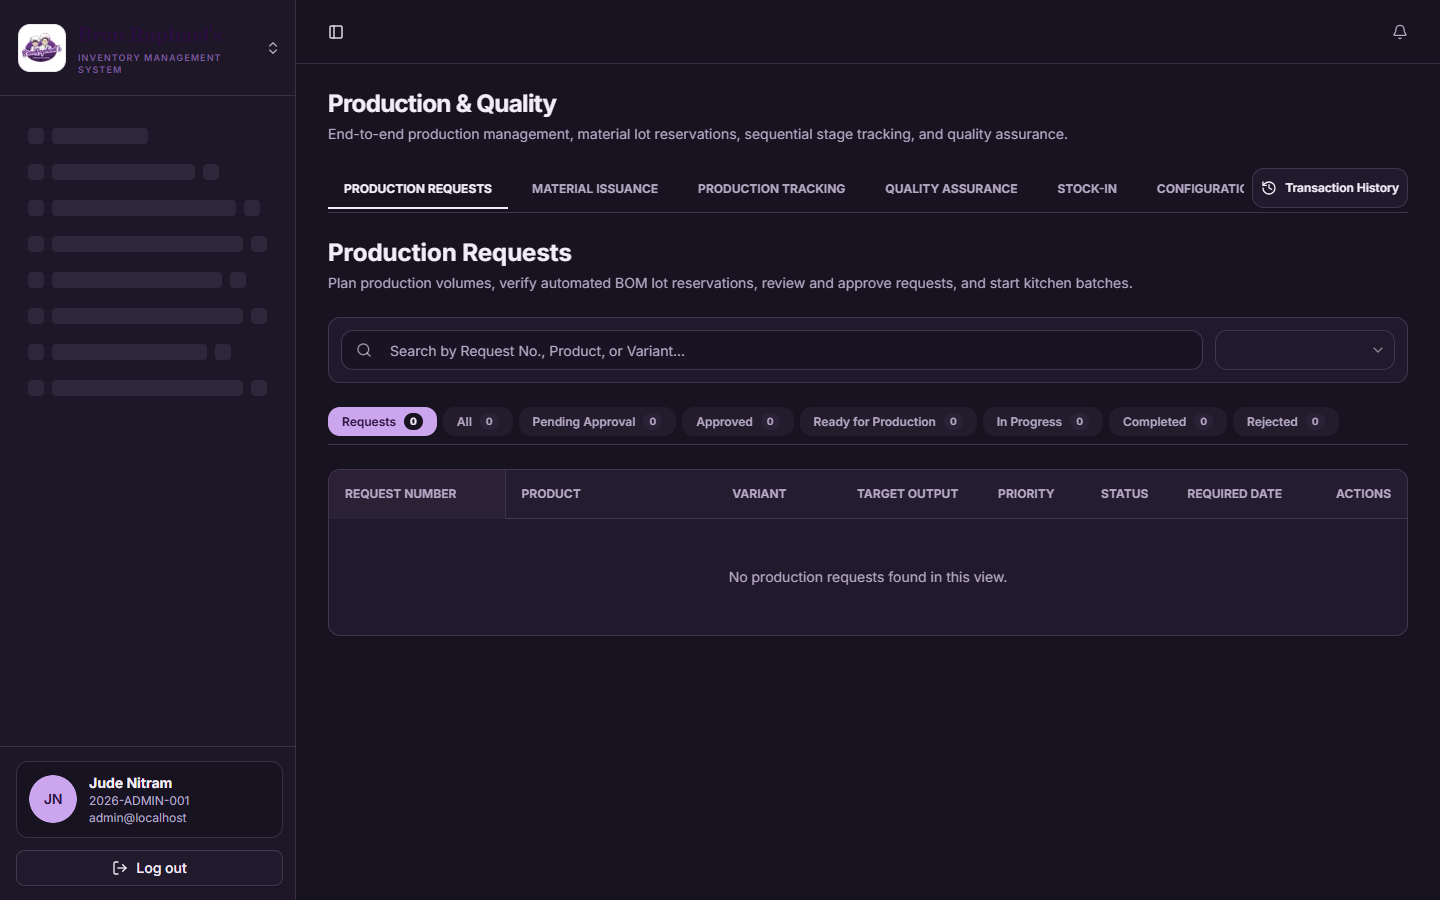 INVENTORY MANAGEMENT
SYSTEM
Production & Quality
End-to-end production management, material lot reservations, sequential stage tracking, and quality assurance.
PRODUCTION REQUESTS MATERIAL ISSUANCE PRODUCTION TRACKING QUALITY ASSURANCE STOCK-IN Transaction History
Production Requests
Plan production volumes, verify automated BOM lot reservations, review and approve requests, and start kitchen batches.
Search by Request No., Product, or Variant...
Requests 0 All 0 Pending Approval 0 Approved 0 Ready for Production 0 In Progress 0 Completed 0 Rejected 0
REQUEST NUMBER PRODUCT VARIANT TARGET OUTPUT PRIORITY STATUS REQUIRED DATE ACTIONS
No production requests found in this view.
JN
Jude Nitram
2026-ADMIN-001
admin@localhost
Log out